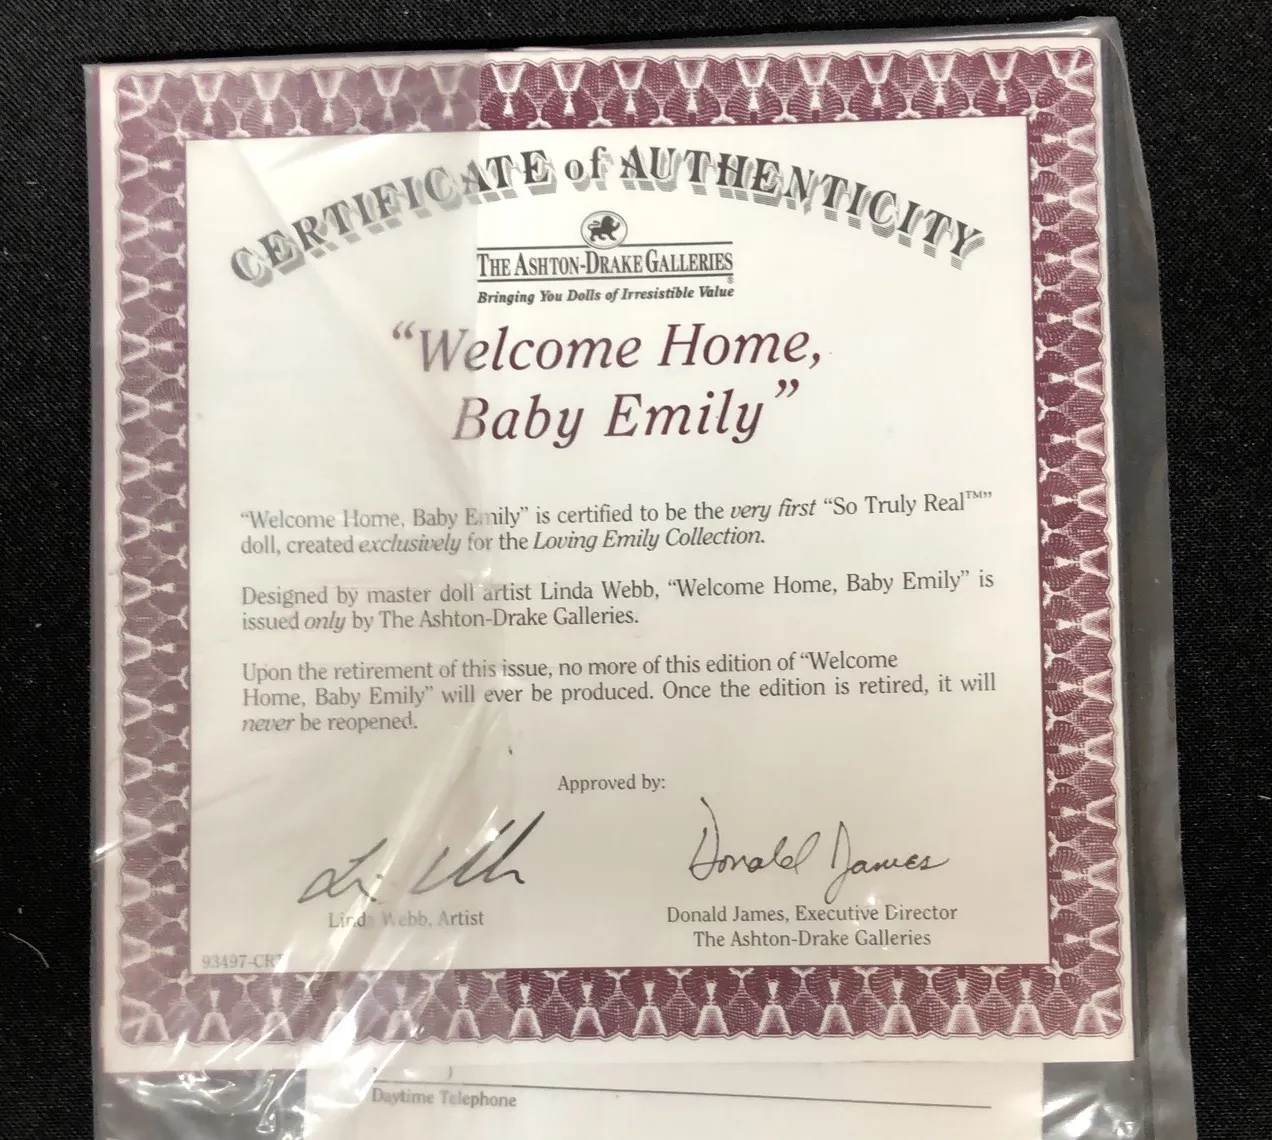 CERTIFICATE of AUTHENTICITY
THE ASHTON-DRAKE GALLERIES®
Bringing You Dolls of Irresistible Value
“Welcome Home,
Baby Emily”
“Welcome Home, Baby Emily” is certified to be the very first “So Truly Real™”
doll, created exclusively for the Loving Emily Collection.
Designed by master doll artist Linda Webb, “Welcome Home, Baby Emily” is
issued only by The Ashton-Drake Galleries.
Upon the retirement of this issue, no more of this edition of “Welcome
Home, Baby Emily” will ever be produced. Once the edition is retired, it will
never be reopened.
Approved by:
Donald James
Linda Webb, Artist
Donald James, Executive Director
The Ashton-Drake Galleries
Daytime Telephone